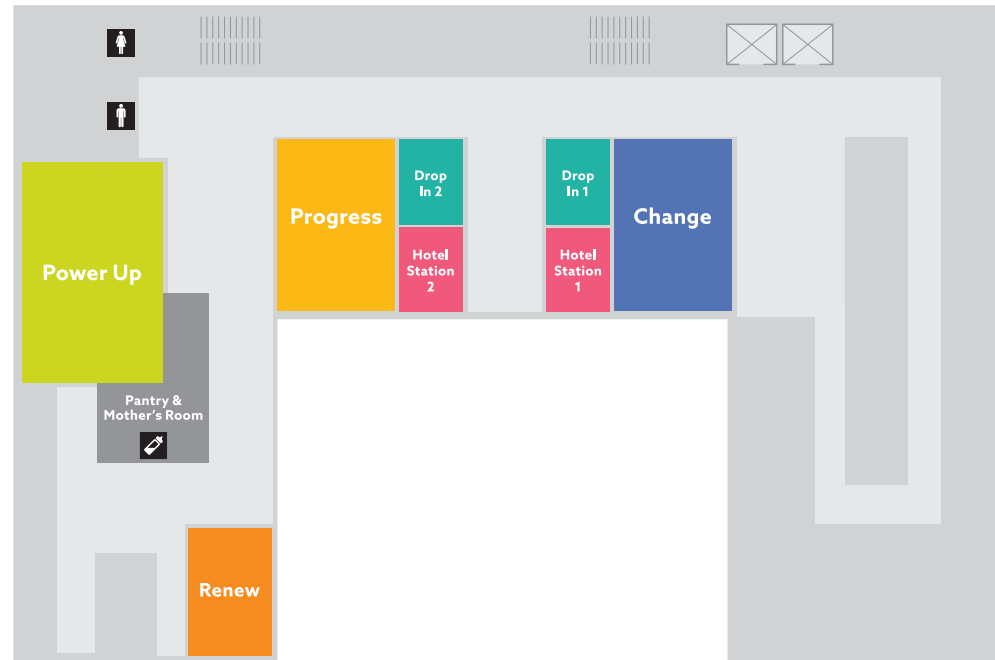 Progress
Drop
In 2
Drop
In 1
Change
Power Up
Hotel
Station
2
Hotel
Station
1
Pantry &
Mother's Room
Renew